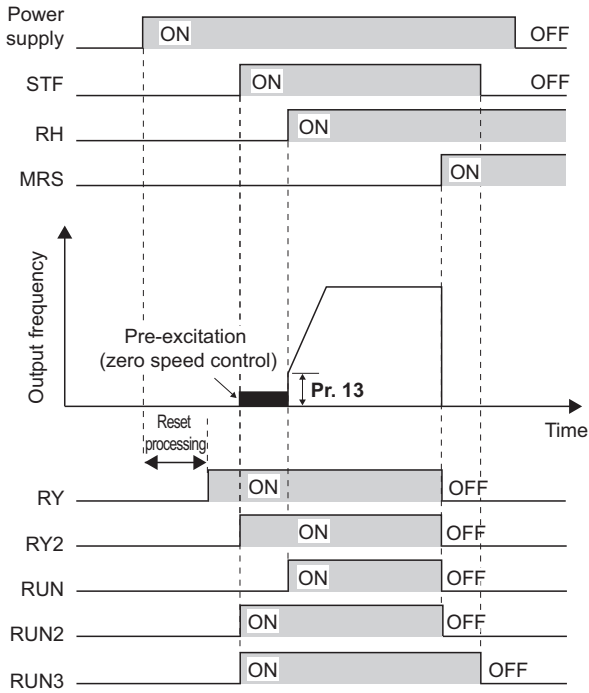 Power
supply
ON
OFF
STF
ON
OFF
RH
ON
MRS
ON
Output frequency
Pre-excitation
(zero speed control)
Pr. 13
Time
Reset
processing
RY
ON
OFF
RY2
ON
OFF
RUN
ON
OFF
RUN2
ON
OFF
RUN3
ON
OFF